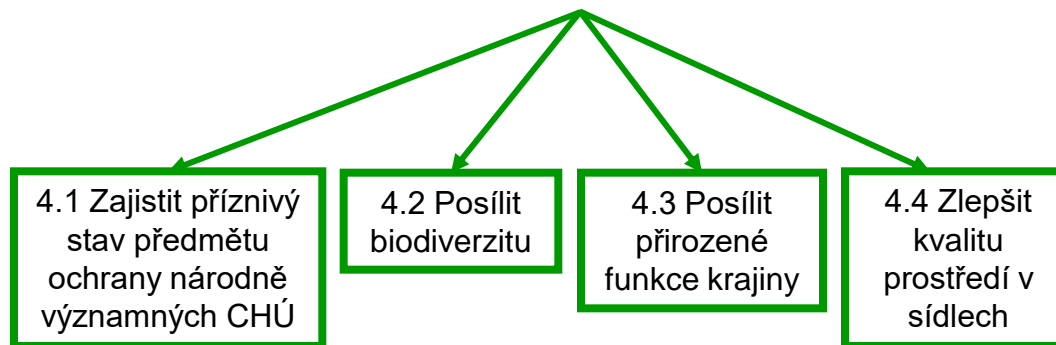 4.1 Zajistit příznivý
stav předmětu
ochrany národně
významných CHÚ
4.2 Posílit
biodiverzitu
4.3 Posílit
přirozené
funkce krajiny
4.4 Zlepšit
kvalitu
prostředí v
sídlech